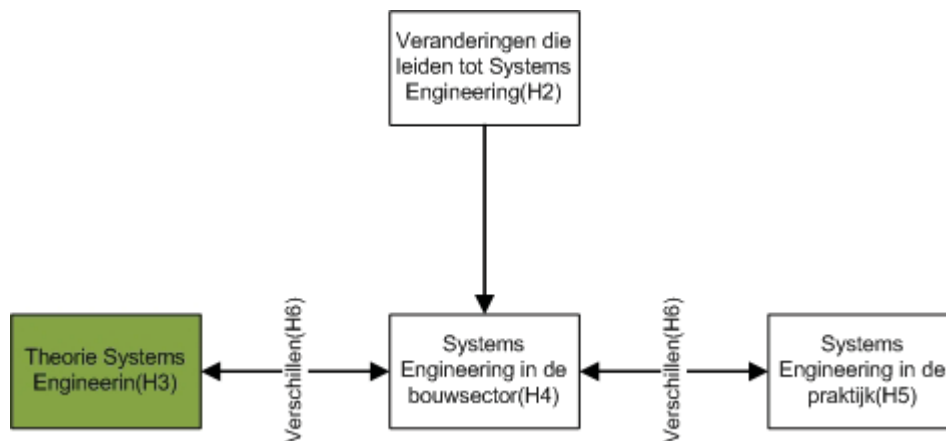 Veranderingen die
leiden tot Systems
Engineering(H2)
Theorie Systems
Engineerin(H3)
Verschillen(H6)
Systems
Engineering in de
bouwsector(H4)
Verschillen(H6)
Systems
Engineering in de
praktijk(H5)